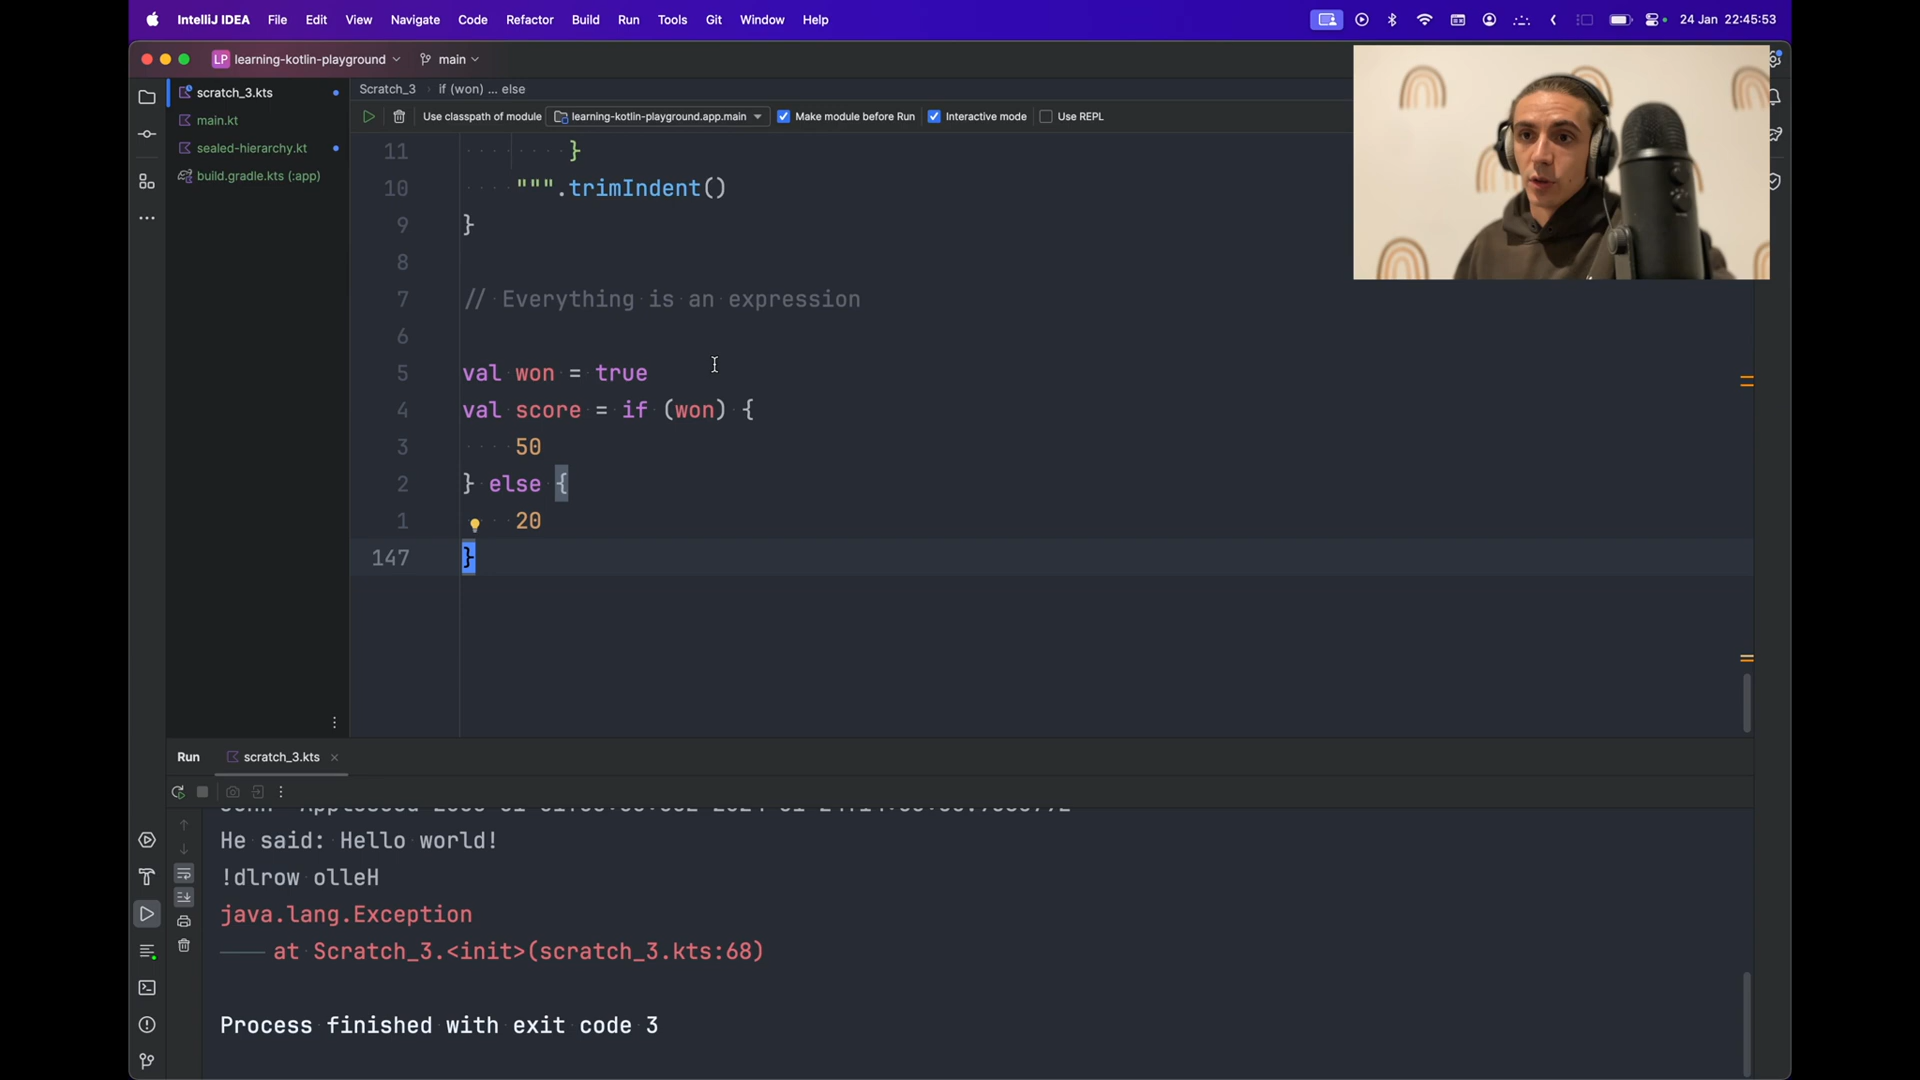 IntelliJ IDEA File Edit View Navigate Code Refactor Build Run Tools Git Window Help 24 Jan 22:45:53
LP learning-kotlin-playground main
scratch_3.kts
main.kt
sealed-hierarchy.kt
build.gradle.kts (:app)
Scratch_3 > if (won) ... else
Use classpath of module learning-kotlin-playground.app.main Make module before Run Interactive mode Use REPL
11 }
10 """.trimIndent()
9 }
8
7 // Everything is an expression
6
5 val won = true
4 val score = if (won) {
3 50
2 } else {
1 20
147 }
Run scratch_3.kts
He said: Hello world!
!dlrow olleH
java.lang.Exception
at Scratch_3.<init>(scratch_3.kts:68)
Process finished with exit code 3